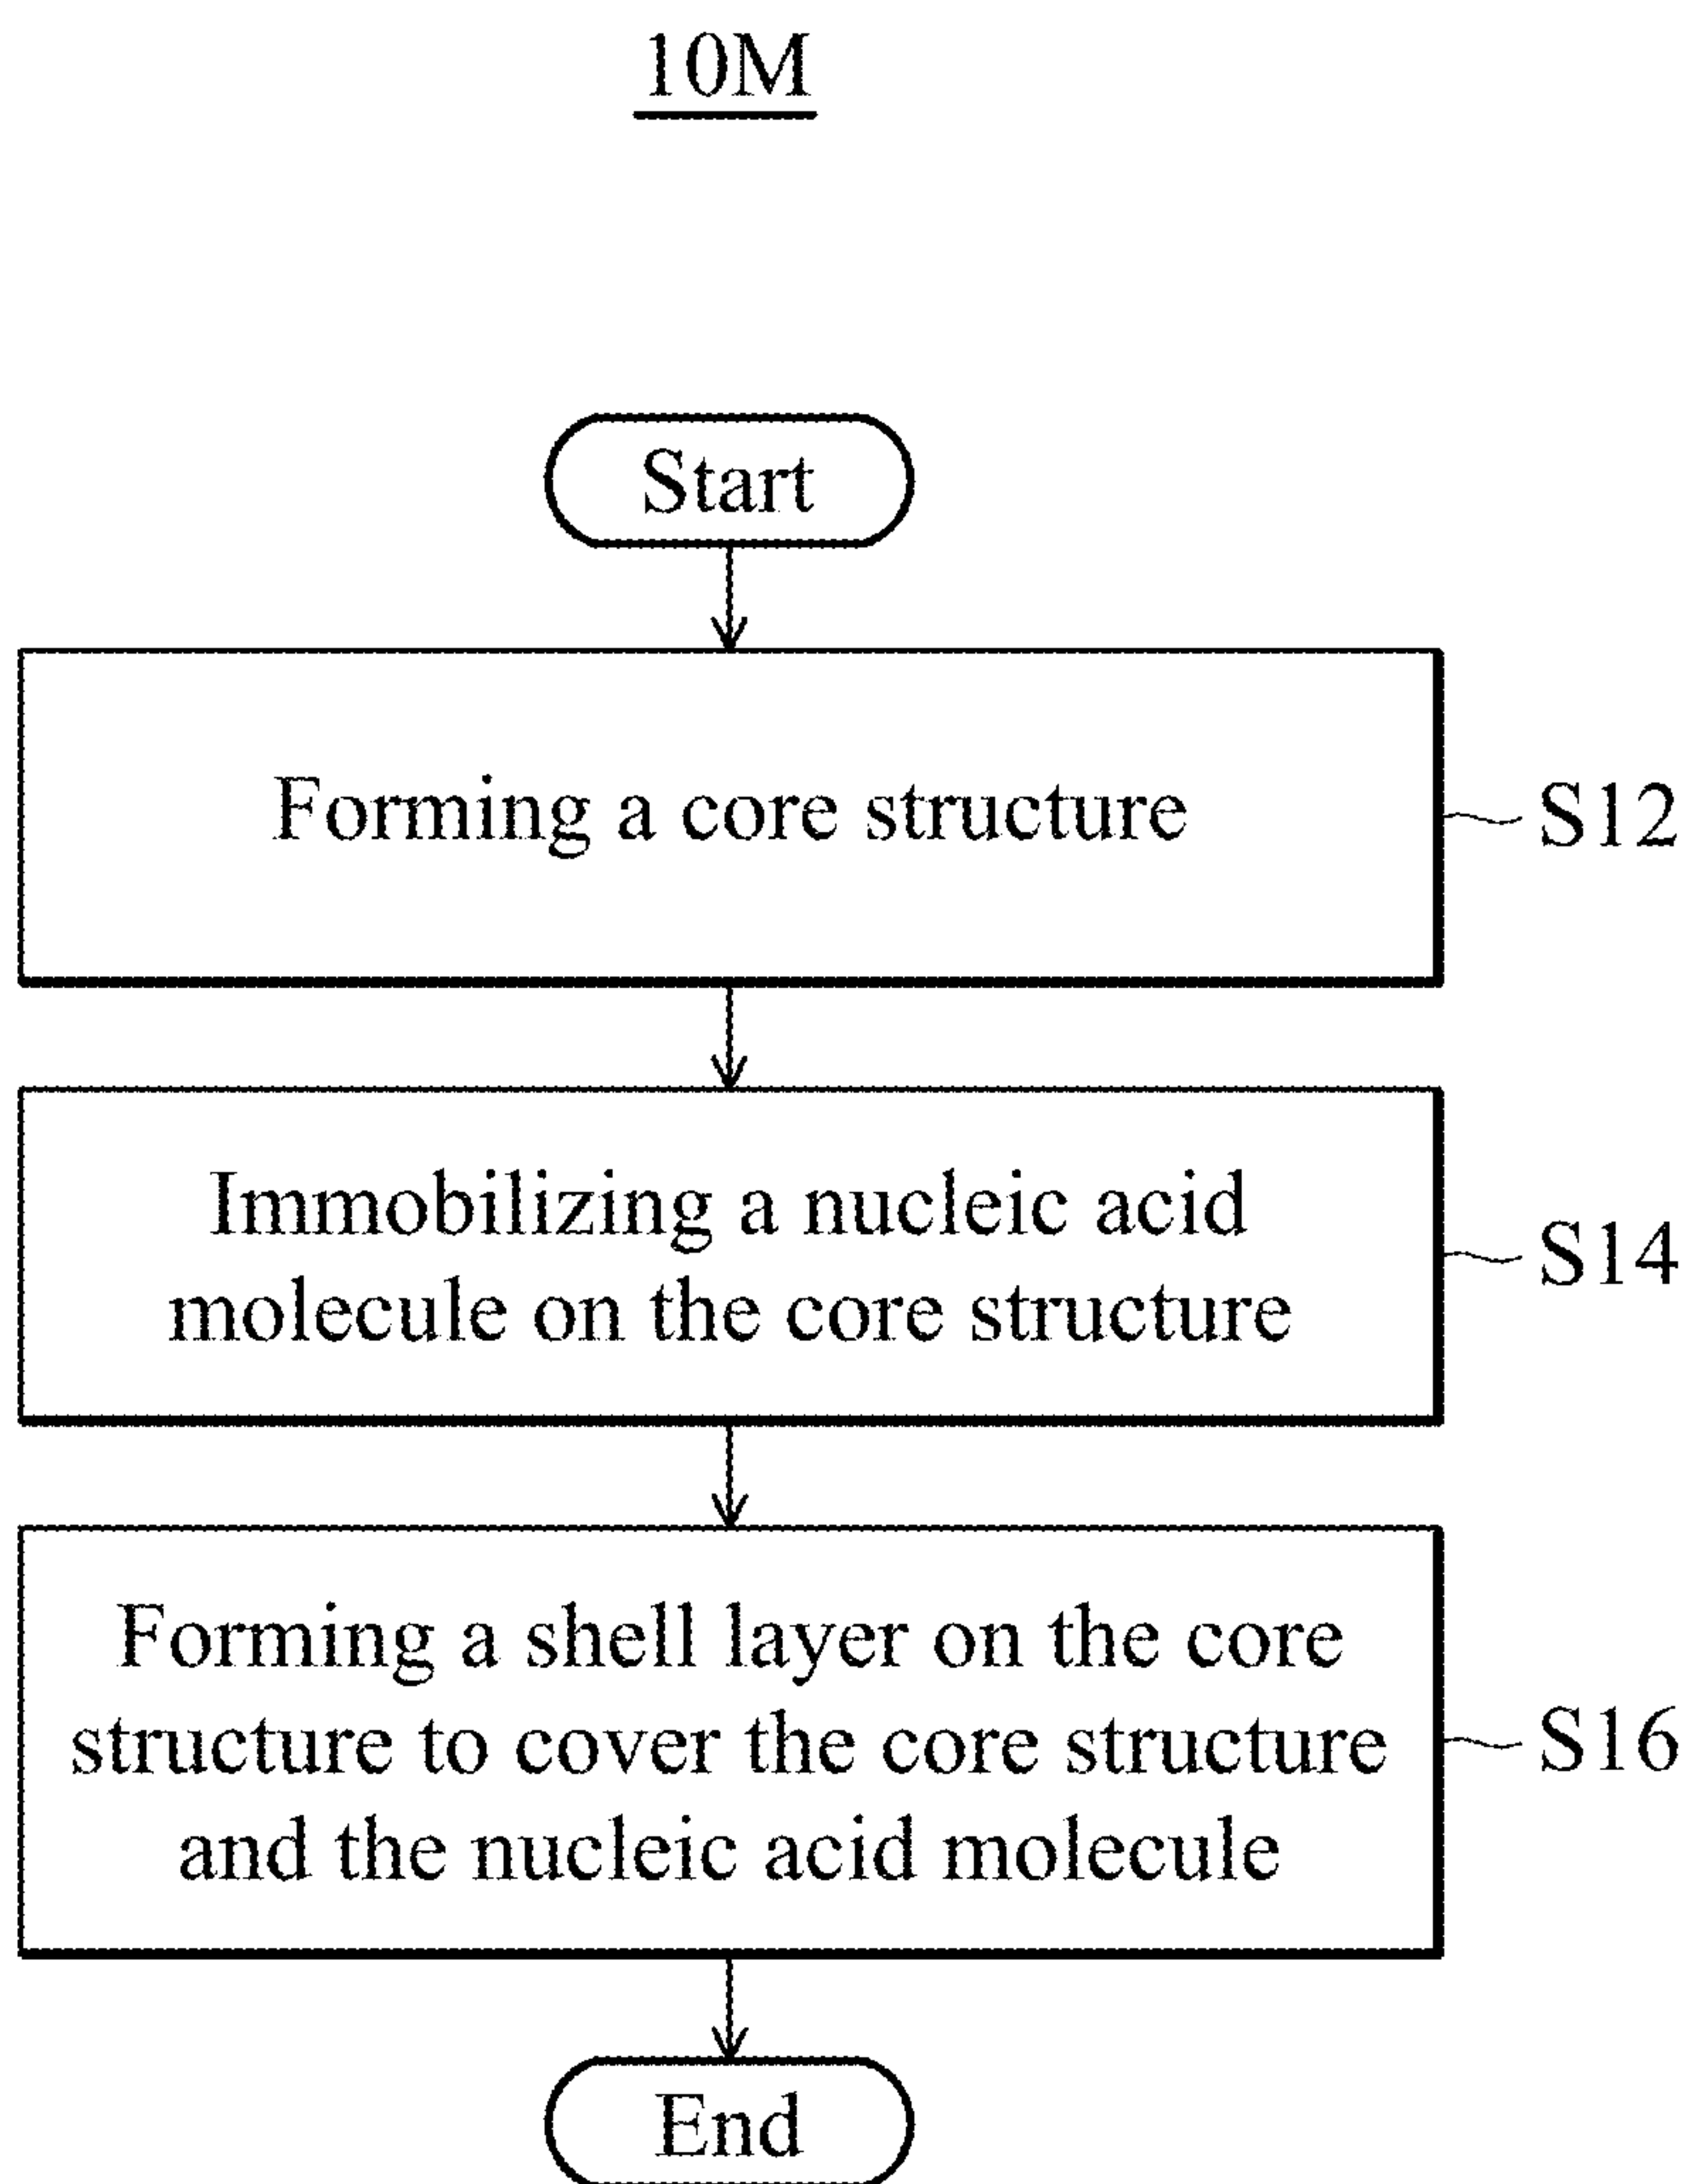 10M
Start
Forming a core structure
S12
Immobilizing a nucleic acid
molecule on the core structure
S14
Forming a shell layer on the core
structure to cover the core structure
and the nucleic acid molecule
S16
End